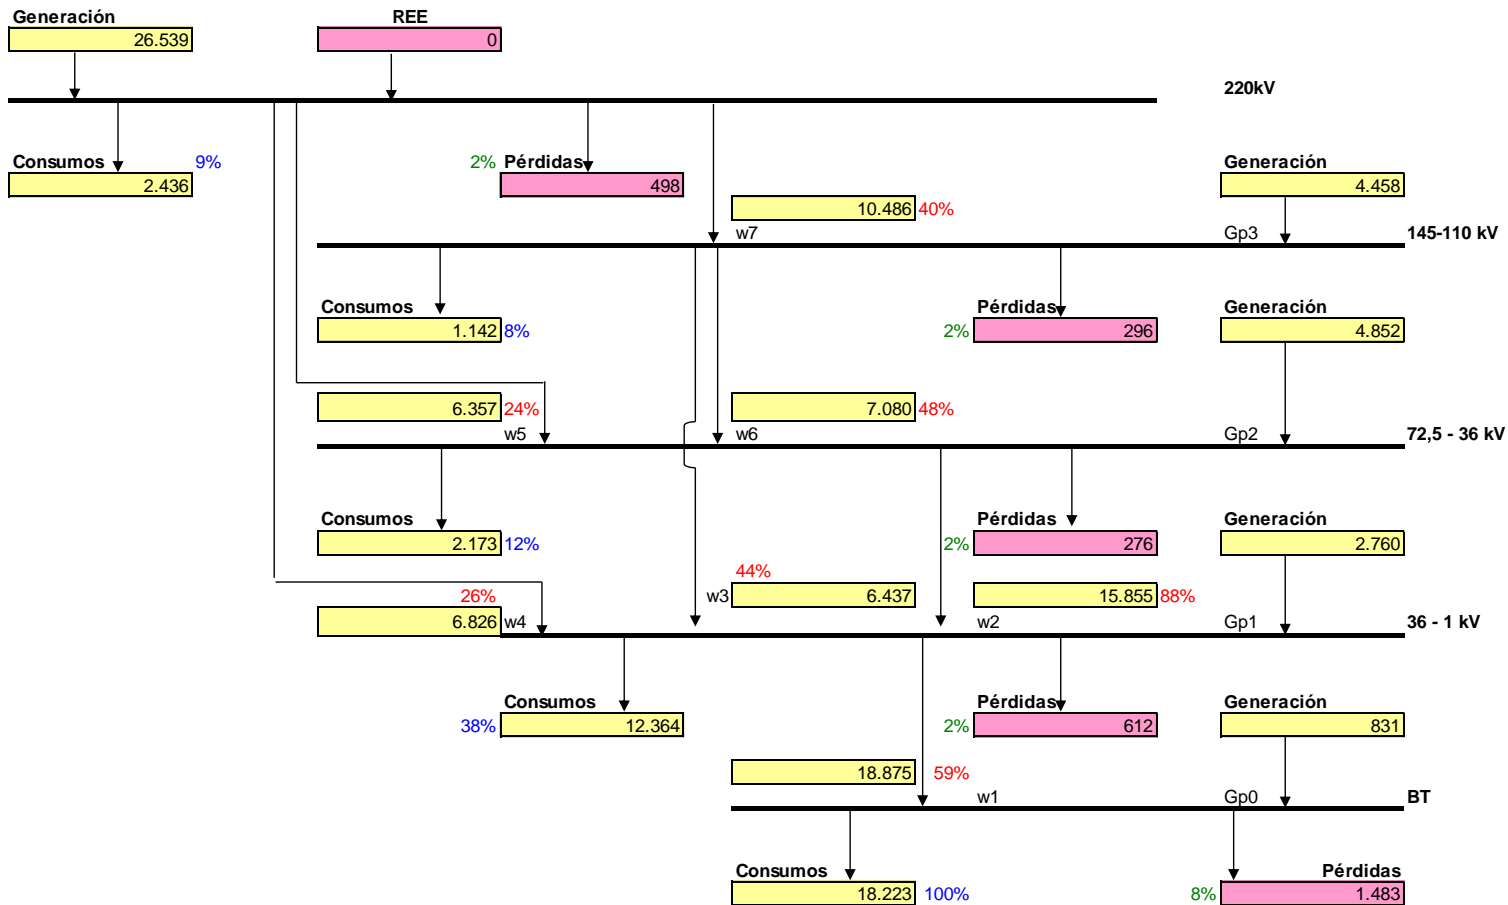 Generación REE
26.539 0
220kV
Consumos 9% 2% Pérdidas Generación
2.436 498 4.458
10.486 40%
w7 Gp3 145-110 kV
Consumos Pérdidas Generación
1.142 8% 2% 296 4.852
6.357 24% 7.080 48%
w5 w6 Gp2 72,5 - 36 kV
Consumos Pérdidas Generación
2.173 12% 2% 276 2.760
44%
26% w3 6.437 15.855 88%
6.826 w4 w2 Gp1 36 - 1 kV
Consumos Pérdidas Generación
38% 12.364 2% 612 831
18.875 59%
w1 Gp0 BT
Consumos Pérdidas
18.223 100% 8% 1.483